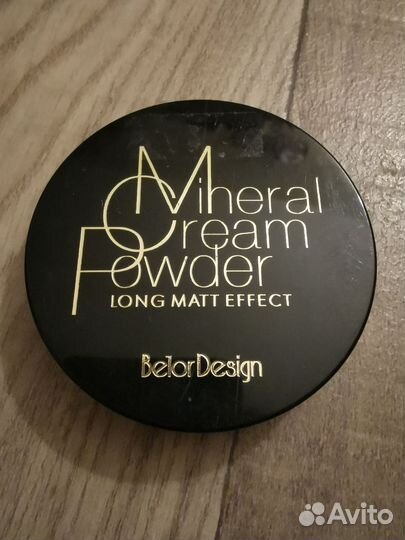 Mineral
Cream
Powder
LONG MATT EFFECT
BelorDesign
Avito